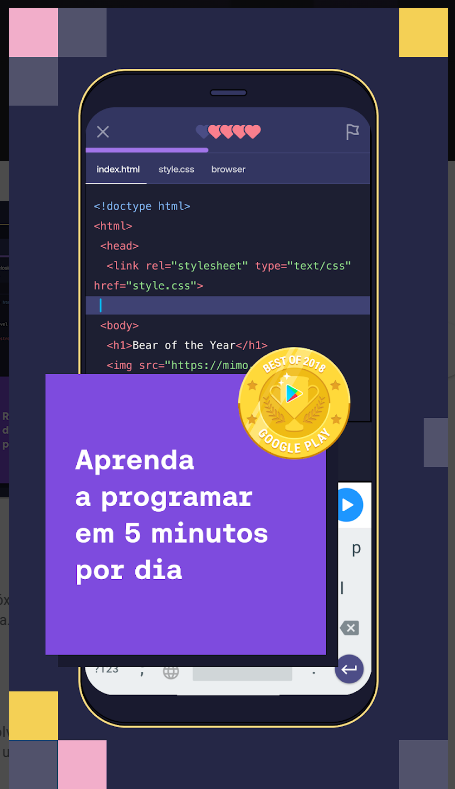 index.html style.css browser
<!doctype html>
<html>
<head>
<link rel="stylesheet" type="text/css"
href="style.css">
<body>
<h1>Bear of the Year</h1>
<img src="https://mimo.
BEST OF 2018
GOOGLE PLAY
Aprenda
a programar
em 5 minutos
por dia
p
l
?123 ; .